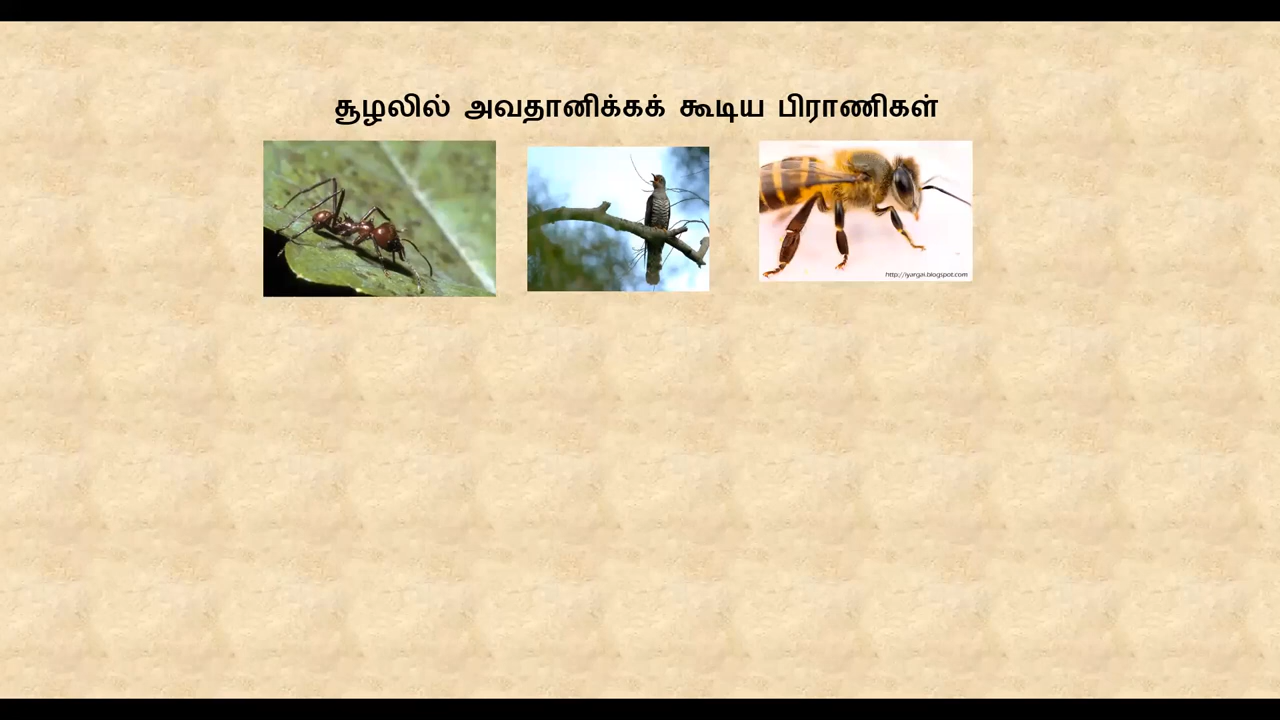 சூழலில் அவதானிக்கக் கூடிய பிராணிகள்
http://iyargai.blogspot.com